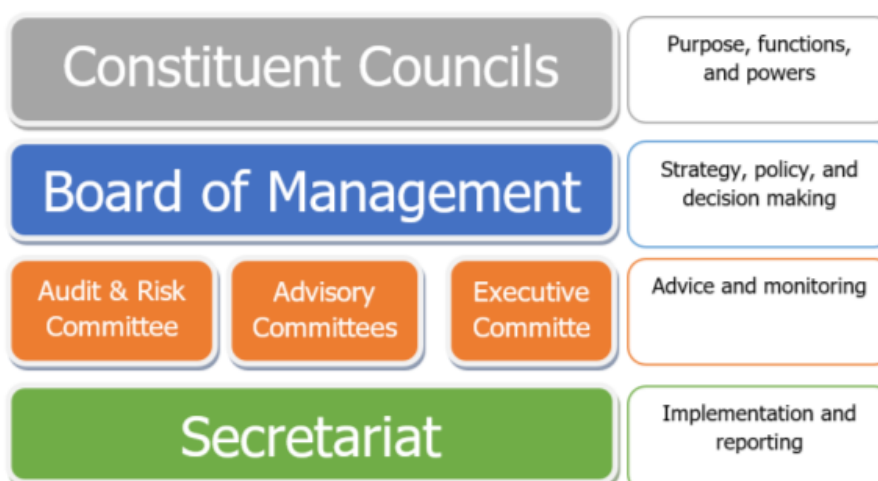 Constituent Councils
Purpose, functions,
and powers
Board of Management
Strategy, policy, and
decision making
Audit & Risk
Committee
Advisory
Committees
Executive
Committe
Advice and monitoring
Secretariat
Implementation and
reporting